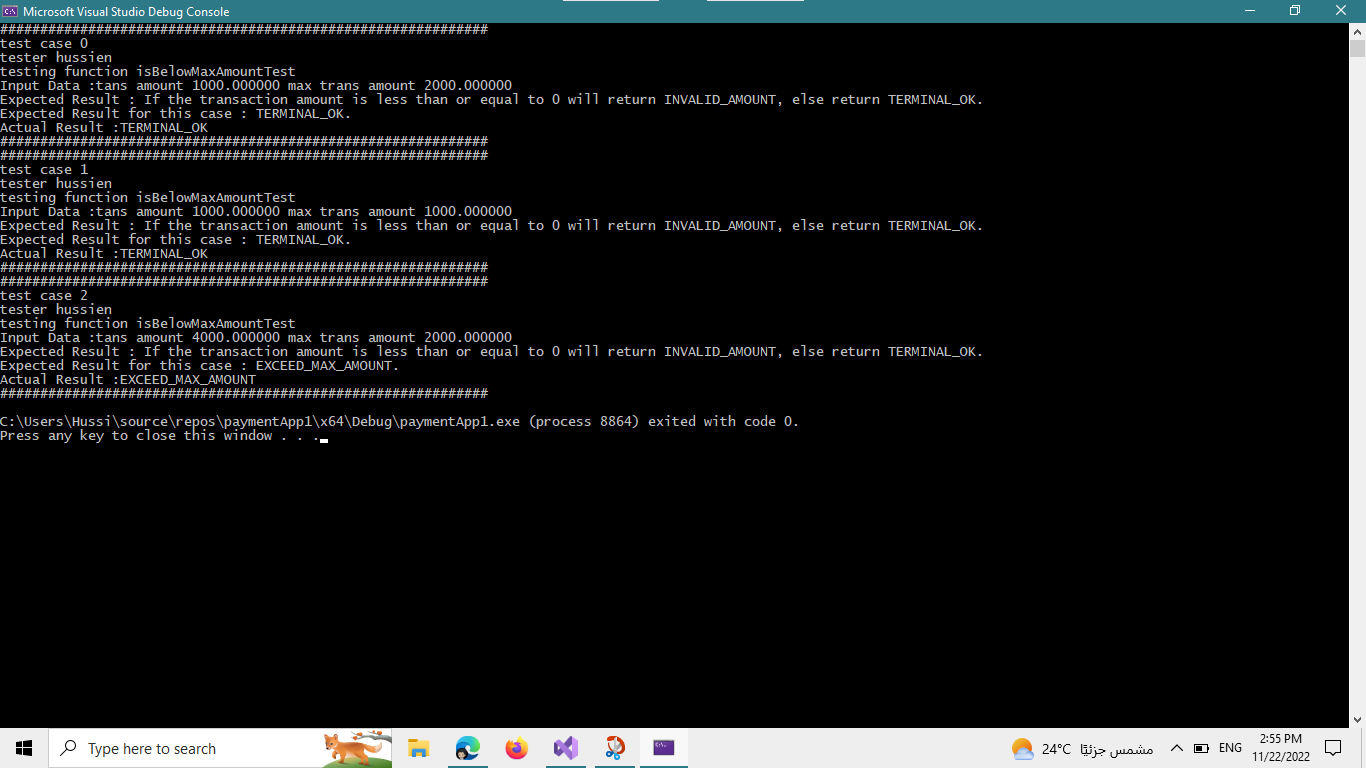 Microsoft Visual Studio Debug Console
#############################################################
test case 0
tester hussien
testing function isBelowMaxAmountTest
Input Data :tans amount 1000.000000 max trans amount 2000.000000
Expected Result : If the transaction amount is less than or equal to 0 will return INVALID_AMOUNT, else return TERMINAL_OK.
Expected Result for this case : TERMINAL_OK.
Actual Result :TERMINAL_OK
#############################################################
#############################################################
test case 1
tester hussien
testing function isBelowMaxAmountTest
Input Data :tans amount 1000.000000 max trans amount 1000.000000
Expected Result : If the transaction amount is less than or equal to 0 will return INVALID_AMOUNT, else return TERMINAL_OK.
Expected Result for this case : TERMINAL_OK.
Actual Result :TERMINAL_OK
#############################################################
#############################################################
test case 2
tester hussien
testing function isBelowMaxAmountTest
Input Data :tans amount 4000.000000 max trans amount 2000.000000
Expected Result : If the transaction amount is less than or equal to 0 will return INVALID_AMOUNT, else return TERMINAL_OK.
Expected Result for this case : EXCEED_MAX_AMOUNT.
Actual Result :EXCEED_MAX_AMOUNT
#############################################################
C:\Users\Hussi\source\repos\paymentApp1\x64\Debug\paymentApp1.exe (process 8864) exited with code 0.
Press any key to close this window . . .
Type here to search
24°C مشمس جزئيًا
ENG
2:55 PM
11/22/2022